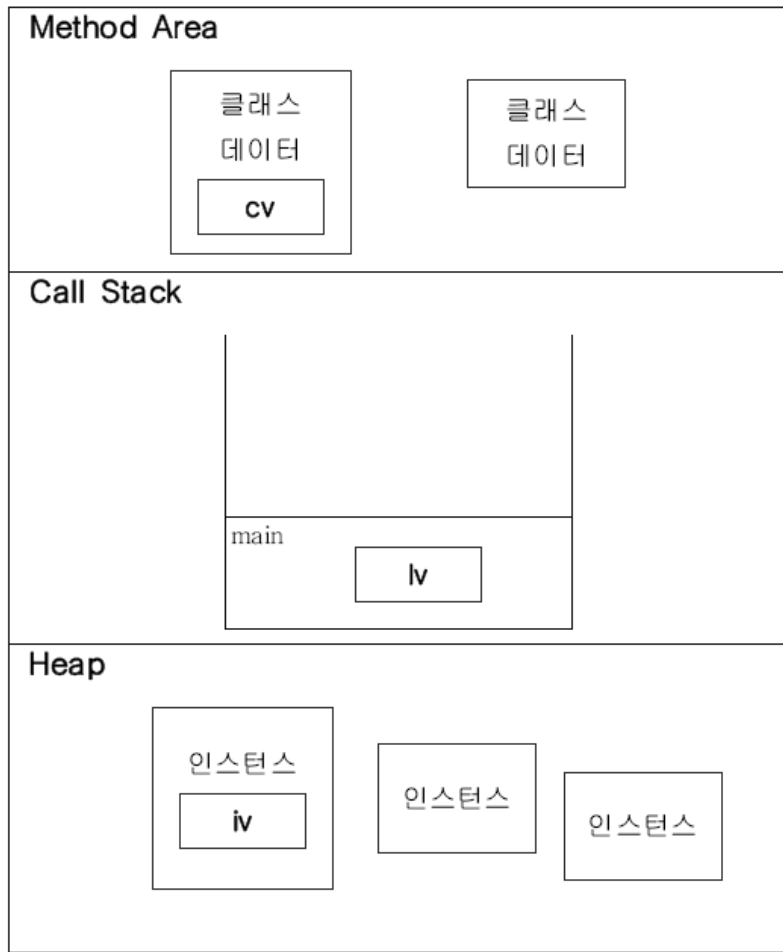 Method Area
클래스
데이터
cv
클래스
데이터
Call Stack
main
lv
Heap
인스턴스
iv
인스턴스
인스턴스